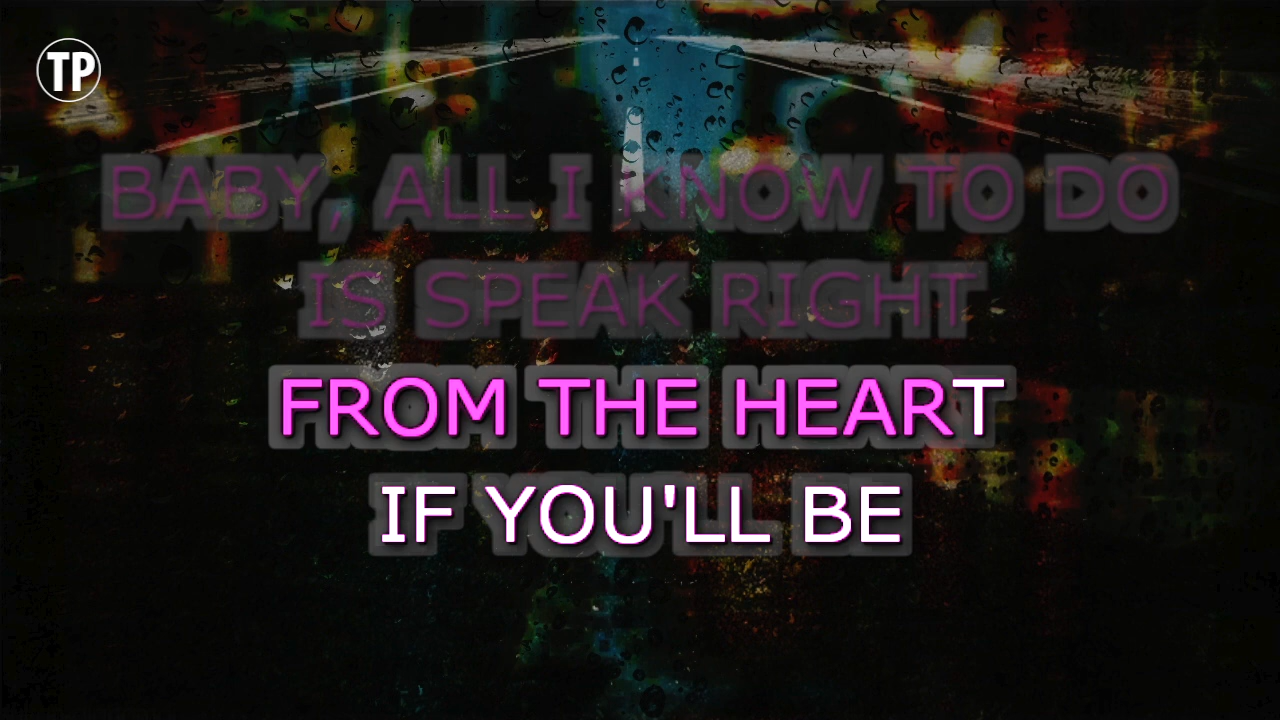 TP
BABY, ALL I KNOW TO DO
IS SPEAK RIGHT
FROM THE HEART
IF YOU'LL BE